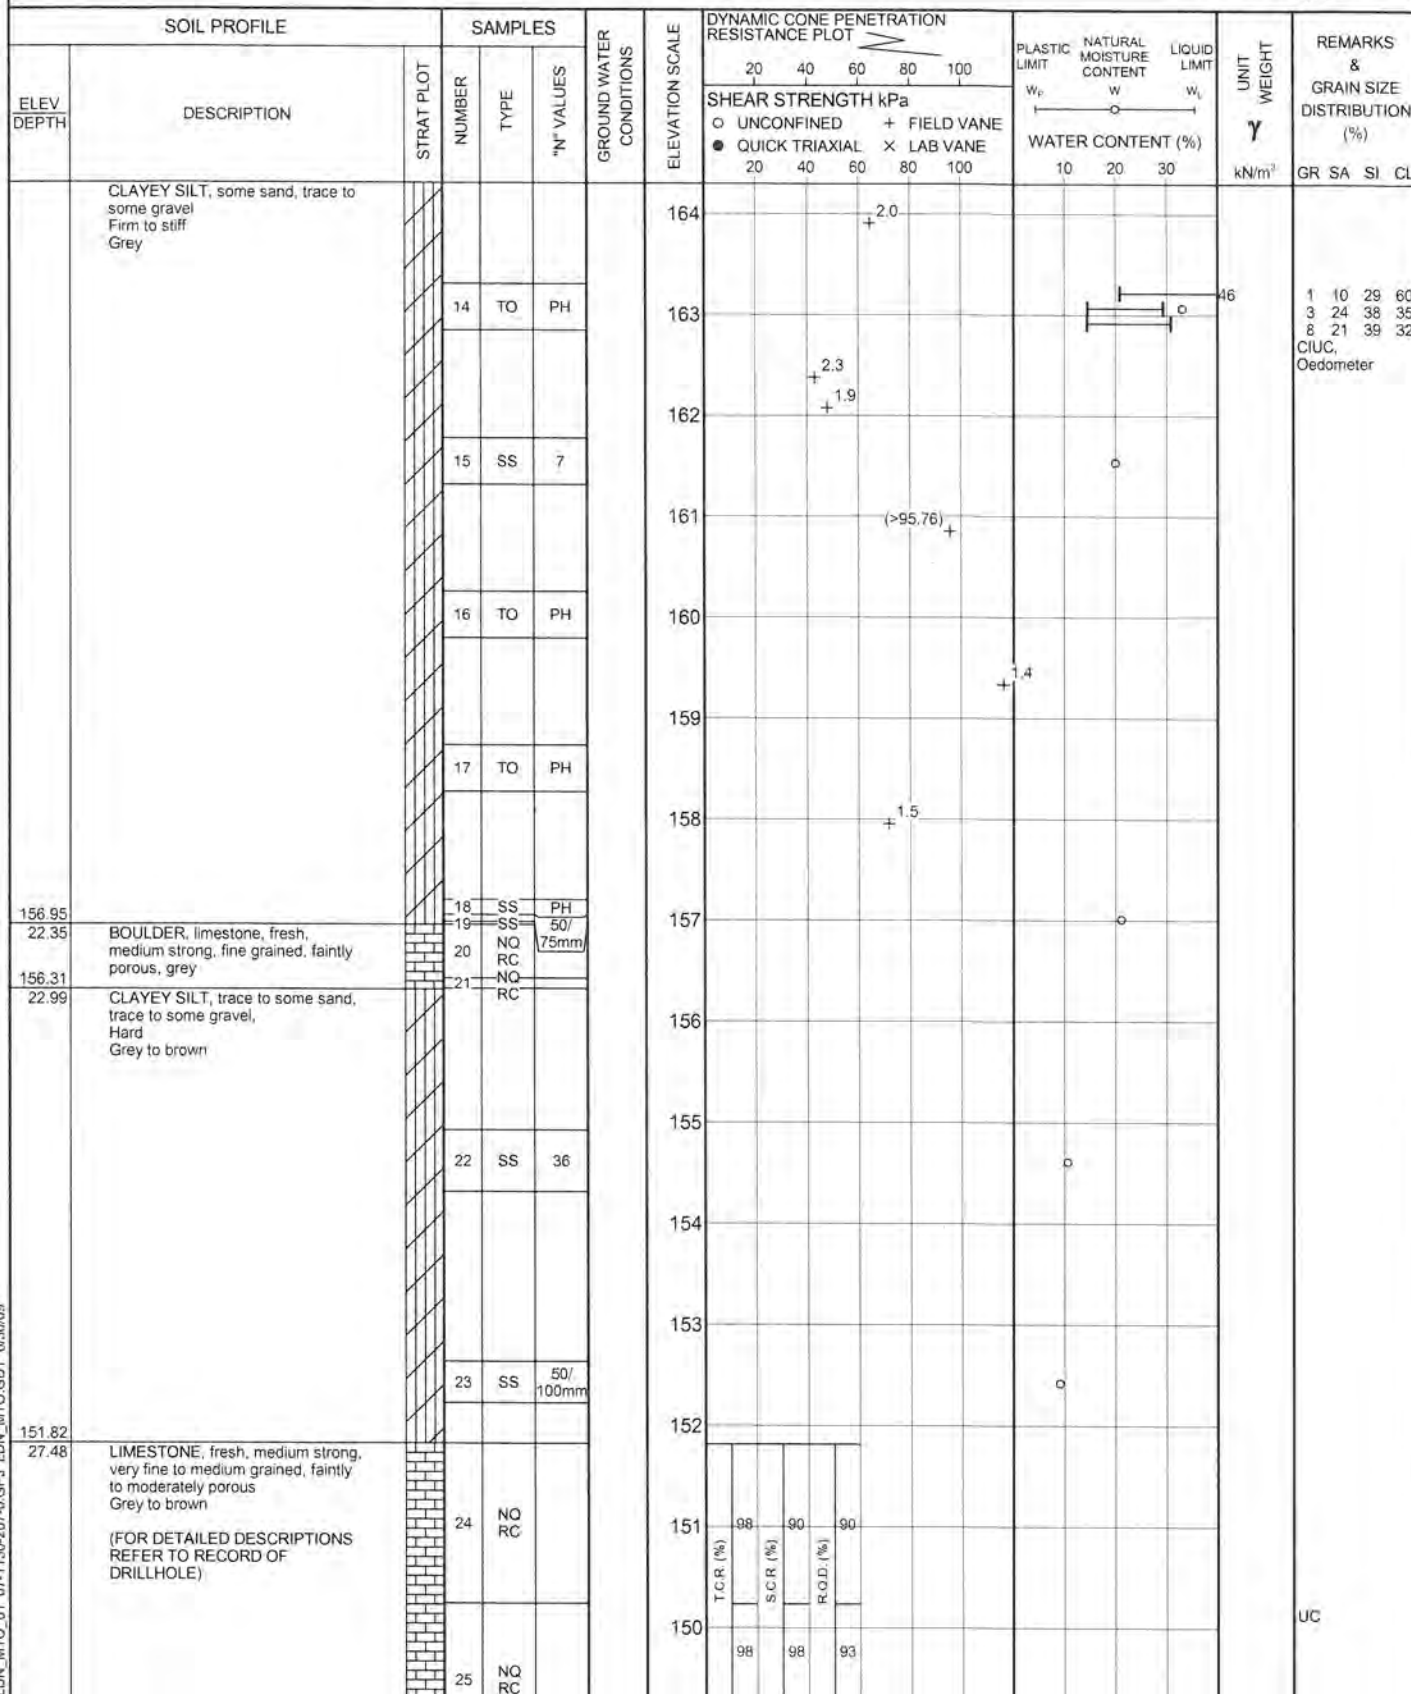 SOIL PROFILE
SAMPLES
GROUND WATER
CONDITIONS
ELEVATION SCALE
DYNAMIC CONE PENETRATION
RESISTANCE PLOT
20 40 60 80 100
SHEAR STRENGTH kPa
O UNCONFINED + FIELD VANE
● QUICK TRIAXIAL × LAB VANE
20 40 60 80 100
PLASTIC
LIMIT
NATURAL
MOISTURE
CONTENT
LIQUID
LIMIT
WP W WL
WATER CONTENT (%)
10 20 30
UNIT
WEIGHT
γ
kN/m³
REMARKS
&
GRAIN SIZE
DISTRIBUTION
(%)
GR SA SI CL
ELEV
DEPTH
DESCRIPTION
STRAT PLOT
NUMBER
TYPE
"N" VALUES
CLAYEY SILT, some sand, trace to
some gravel
Firm to stiff
Grey
164
2.0
14 TO PH
163
46
1 10 29 60
3 24 38 35
8 21 39 32
CIUC,
Oedometer
2.3
1.9
162
15 SS 7
161
(>95.76)
16 TO PH
160
1.4
159
17 TO PH
158
1.5
18 SS PH
156.95
22.35
19 SS 50/
75mm
157
BOULDER, limestone, fresh,
medium strong, fine grained, faintly
porous, grey
20 NQ
RC
156.31
22.99
21 NQ
RC
CLAYEY SILT, trace to some sand,
trace to some gravel,
Hard
Grey to brown
156
155
22 SS 36
154
153
23 SS 50/
100mm
152
151.82
27.48
LIMESTONE, fresh, medium strong,
very fine to medium grained, faintly
to moderately porous
Grey to brown
(FOR DETAILED DESCRIPTIONS
REFER TO RECORD OF
DRILLHOLE)
24 NQ
RC
151
T.C.R. (%) 98 S.C.R. (%) 90 R.Q.D. (%) 90
150
UC
98 98 93
25 NQ
RC